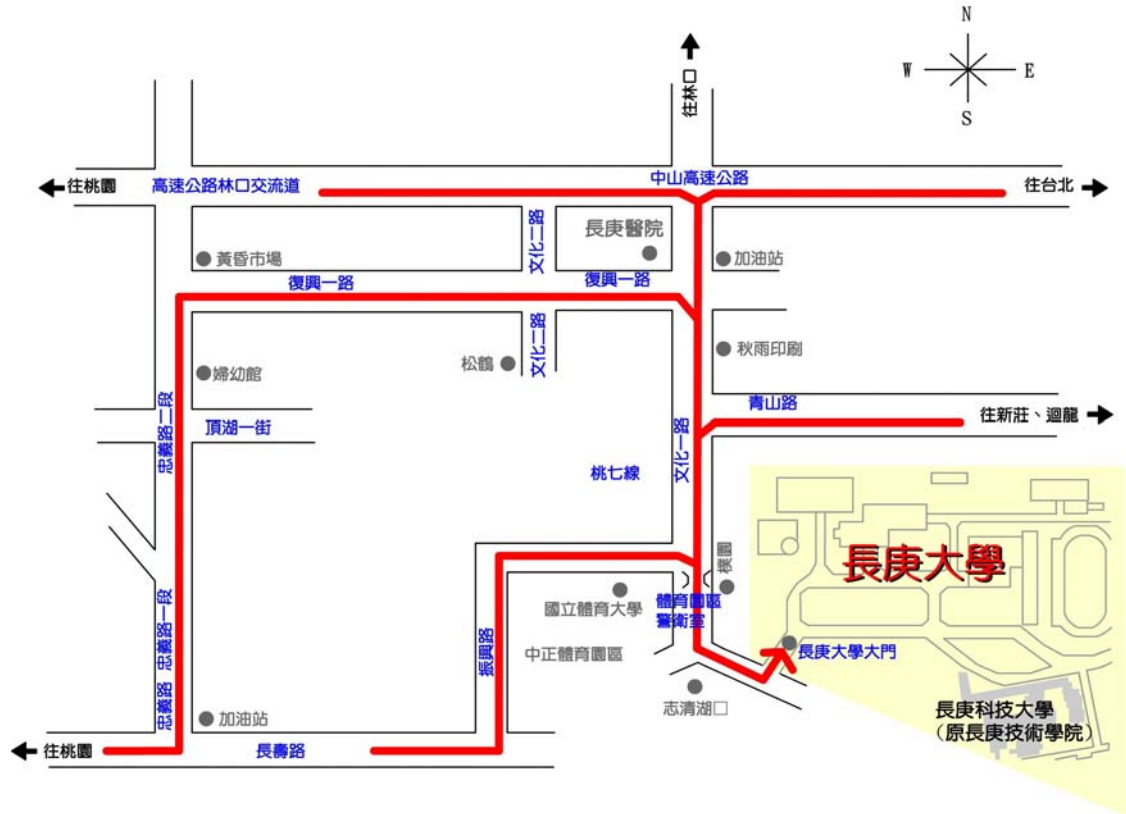 N
W
E
S
往林口
往桃園
高速公路林口交流道
中山高速公路
往台北
文化二路
長庚醫院
黃昏市場
加油站
復興一路
復興一路
文化二路
松鶴
秋雨印刷
婦幼館
忠義路二段
頂湖一街
青山路
往新莊、迴龍
文化一路
桃七線
長庚大學
國立體育大學
體育園區
警衛室
中正體育園區
振興路
長庚大學大門
忠義路一段
忠義路
志清湖□
加油站
長庚科技大學
(原長庚技術學院)
往桃園
長壽路